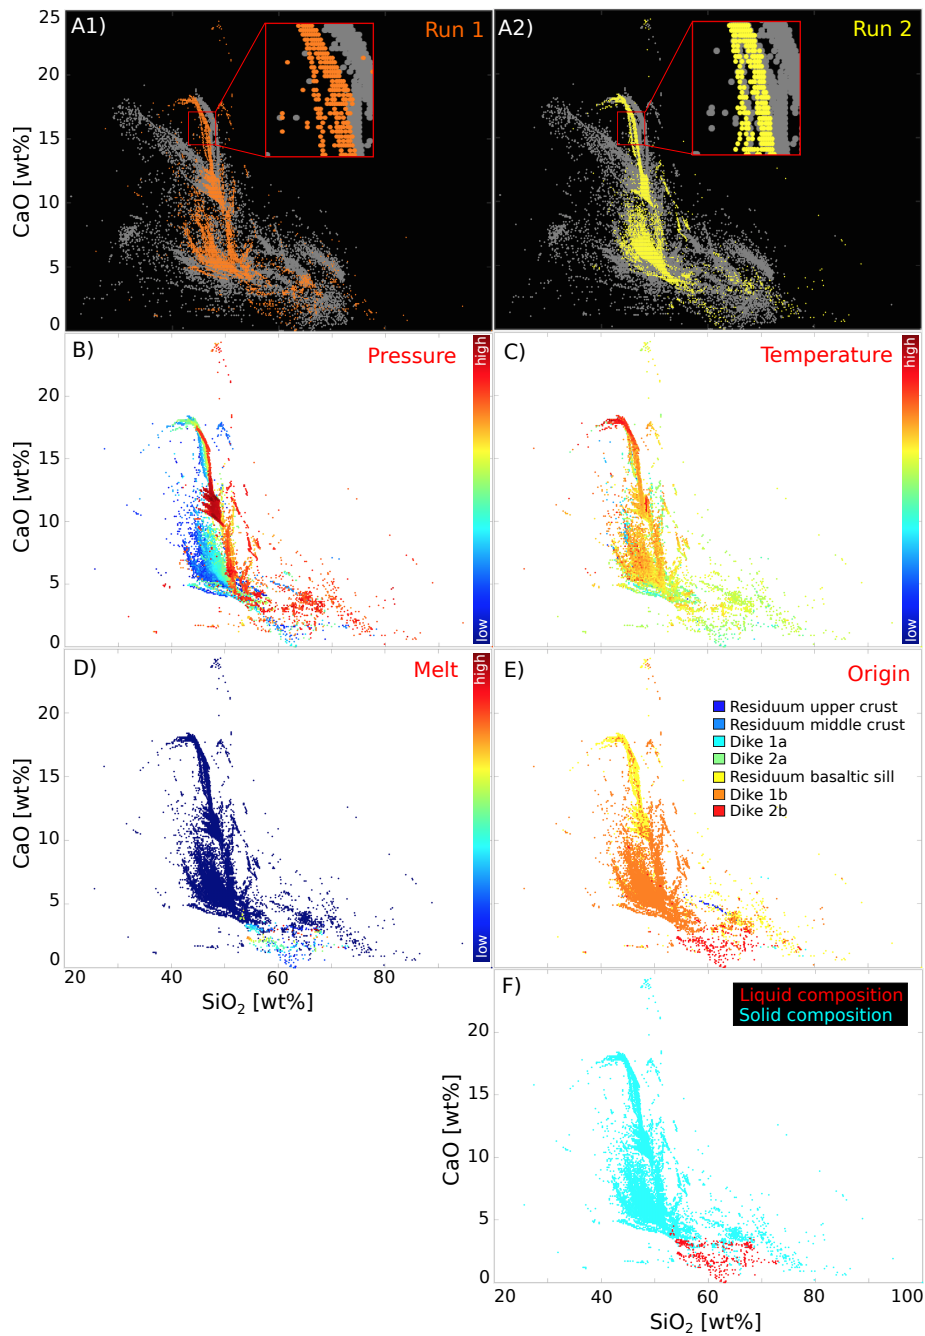 A1)
Run 1
A2)
Run 2
25
20
15
10
5
0
CaO [wt%]
B)
Pressure
high
low
C)
Temperature
high
low
20
15
10
5
0
CaO [wt%]
D)
Melt
high
low
E)
Origin
Residuum upper crust
Residuum middle crust
Dike 1a
Dike 2a
Residuum basaltic sill
Dike 1b
Dike 2b
20
15
10
5
0
CaO [wt%]
20 40 60 80
SiO2 [wt%]
F)
Liquid composition
Solid composition
20
15
10
5
0
CaO [wt%]
20 40 60 80 100
SiO2 [wt%]